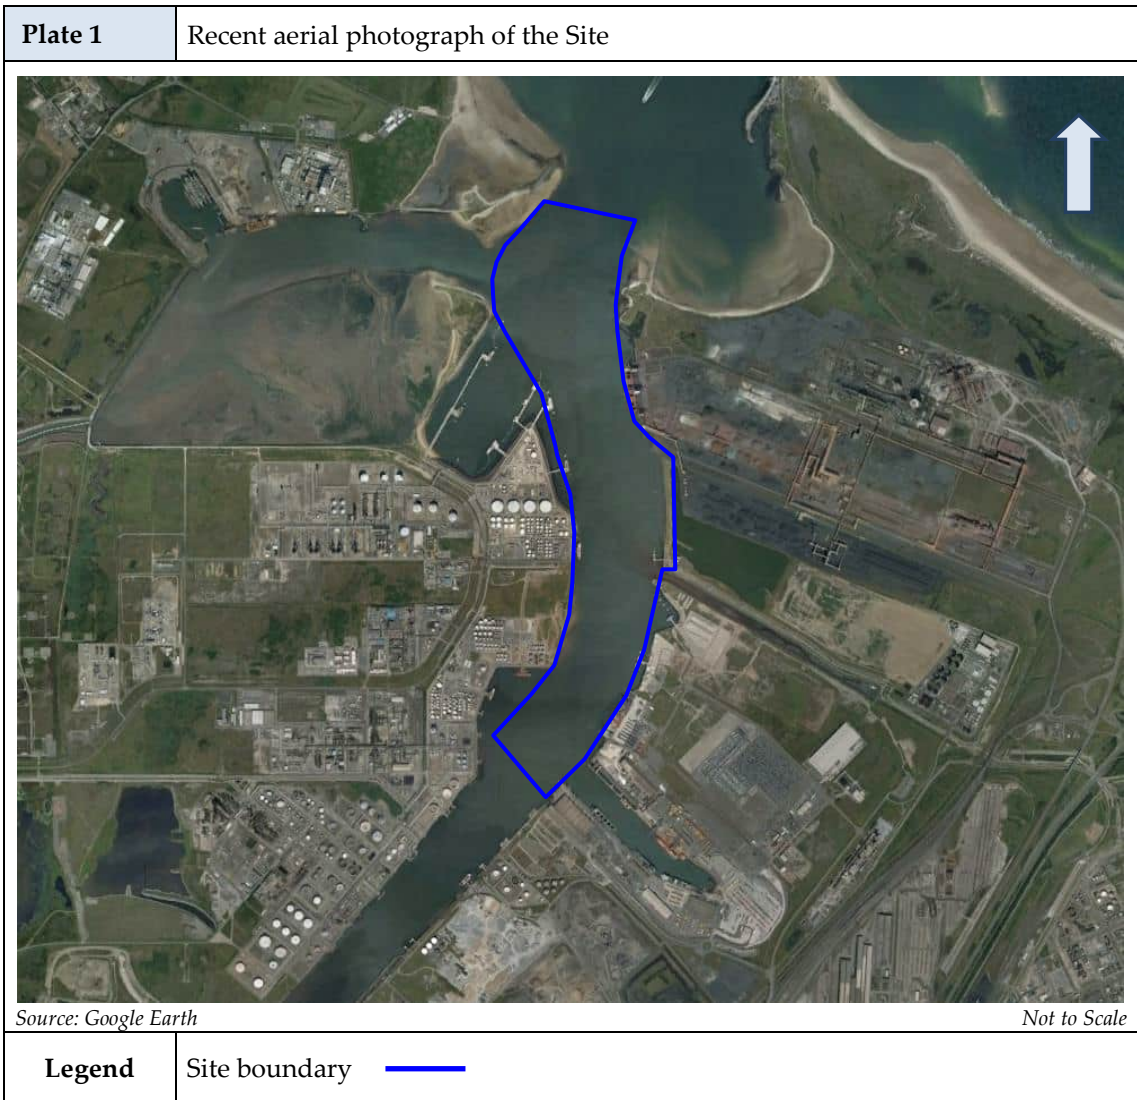 Plate 1
Recent aerial photograph of the Site
Source: Google Earth
Not to Scale
Legend
Site boundary